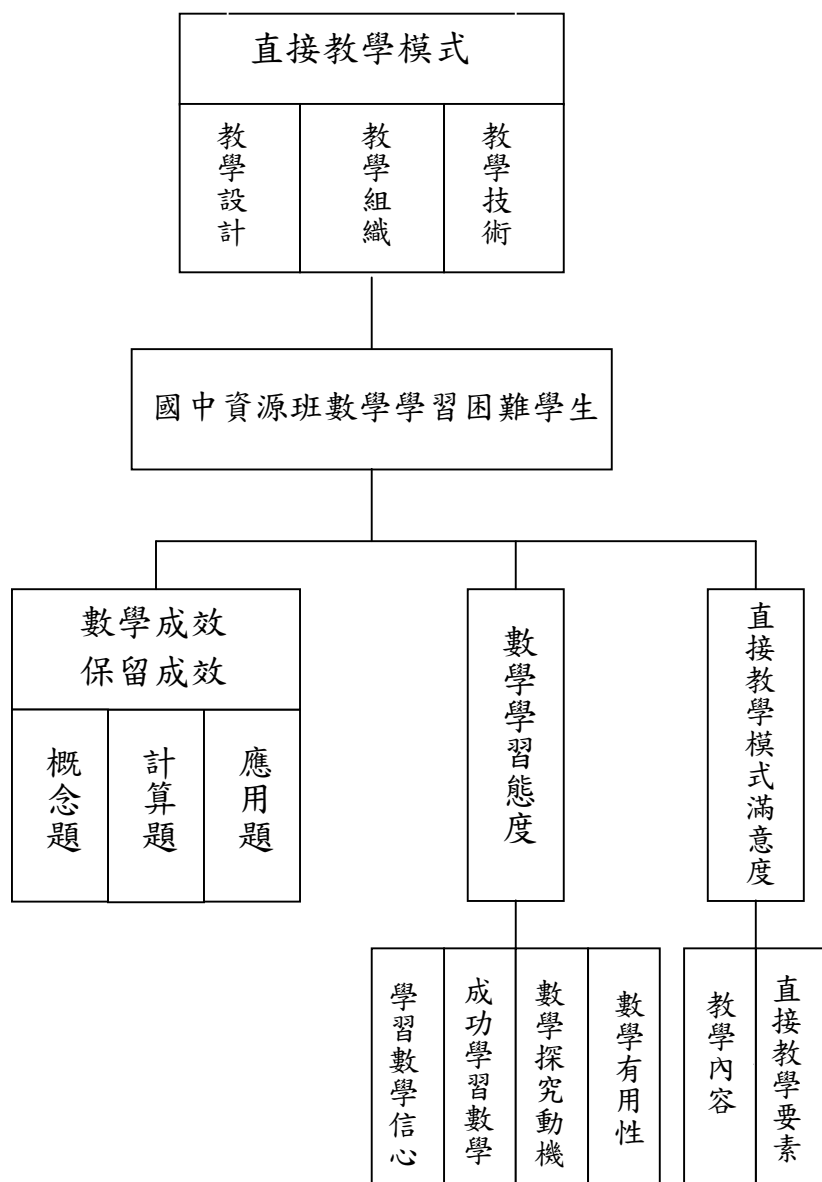 直接教學模式
教學設計
教學組織
教學技術
國中資源班數學學習困難學生
數學成效
保留成效
概念題
計算題
應用題
數學學習態度
直接教學模式滿意度
學習數學信心
成功學習數學
數學探究動機
數學有用性
教學內容
直接教學要素